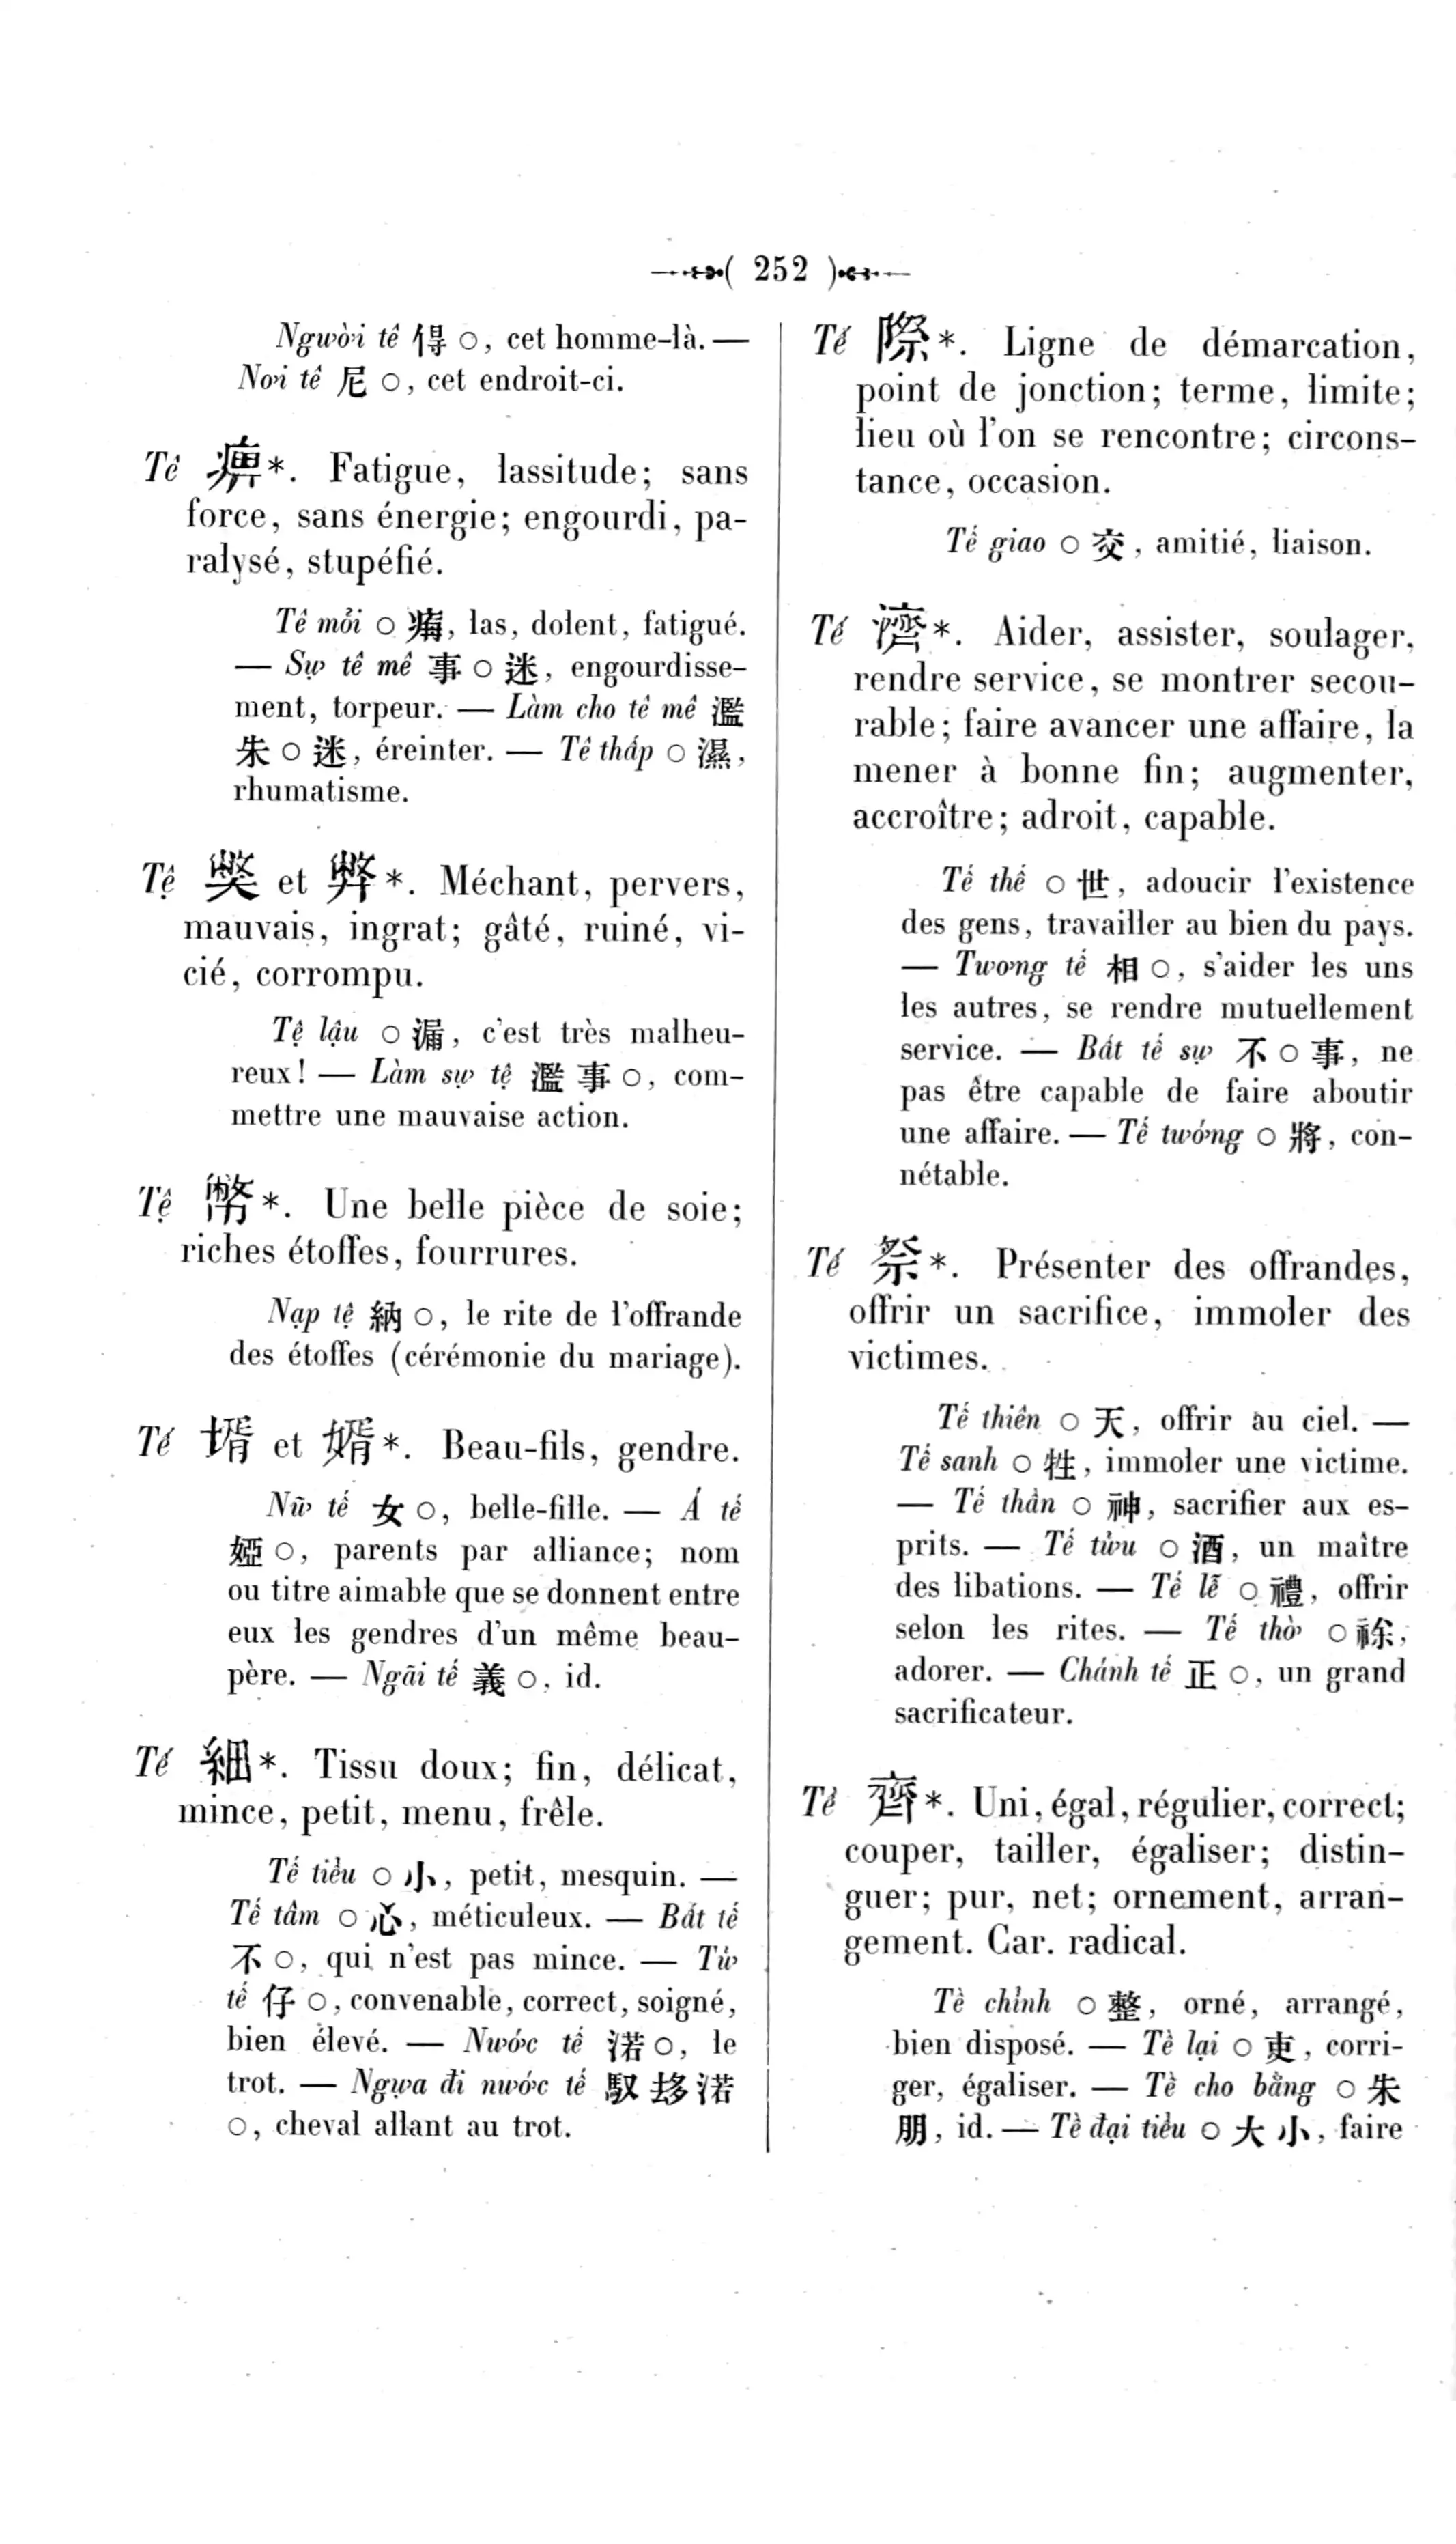 ( 252 )
Người tê 㝵 ○, cet homme-là. —
Nơi tê 尼 ○, cet endroit-ci.
Tê 痹*. Fatigue, lassitude; sans
force, sans énergie; engourdi, pa-
ralysé, stupéfié.
Tê mỏi ○ 痗, las, dolent, fatigué.
— Sự tê mê 事 ○ 迷, engourdisse-
ment, torpeur. — Làm cho tê mê 濫
朱 ○ 迷, éreinter. — Tê thấp ○ 濕,
rhumatisme.
Tệ 獘 et 弊*. Méchant, pervers,
mauvais, ingrat; gâté, ruiné, vi-
cié, corrompu.
Tệ lậu ○ 漏, c'est très malheu-
reux! — Làm sự tệ 濫 事 ○, com-
mettre une mauvaise action.
Tệ 幣*. Une belle pièce de soie;
riches étoffes, fourrures.
Nạp tệ 納 ○, le rite de l'offrande
des étoffes (cérémonie du mariage).
Tế 壻 et 婿*. Beau-fils, gendre.
Nữ tế 女 ○, belle-fille. — Á tế
婭 ○, parents par alliance; nom
ou titre aimable que se donnent entre
eux les gendres d'un même beau-
père. — Ngãi tế 義 ○, id.
Tế 細*. Tissu doux; fin, délicat,
mince, petit, menu, frêle.
Tế tiểu ○ 小, petit, mesquin. —
Tế tâm ○ 心, méticuleux. — Bất tế
不 ○, qui n'est pas mince. — Tử
tế 仔 ○, convenable, correct, soigné,
bien élevé. — Nước tế 渃 ○, le
trot. — Ngựa đi nước tế 馭 𠫾 渃
○, cheval allant au trot.
Tế 際*. Ligne de démarcation,
point de jonction; terme, limite;
lieu où l'on se rencontre; circons-
tance, occasion.
Tế giao ○ 交, amitié, liaison.
Tế 濟*. Aider, assister, soulager,
rendre service, se montrer secou-
rable; faire avancer une affaire, la
mener à bonne fin; augmenter,
accroître; adroit, capable.
Tế thế ○ 世, adoucir l'existence
des gens, travailler au bien du pays.
— Tương tế 相 ○, s'aider les uns
les autres, se rendre mutuellement
service. — Bất tế sự 不 ○ 事, ne
pas être capable de faire aboutir
une affaire. — Tế tướng ○ 將, con-
nétable.
Tế 祭*. Présenter des offrandes,
offrir un sacrifice, immoler des
victimes.
Tế thiên ○ 天, offrir au ciel. —
Tế sanh ○ 牲, immoler une victime.
— Tế thần ○ 神, sacrifier aux es-
prits. — Tế tửu ○ 酒, un maître
des libations. — Tế lễ ○ 禮, offrir
selon les rites. — Tế thờ ○,
adorer. — Chánh tế 正 ○, un grand
sacrificateur.
Tề 齊*. Uni, égal, régulier, correct;
couper, tailler, égaliser; distin-
guer; pur, net; ornement, arran-
gement. Car. radical.
Tề chỉnh ○ 整, orné, arrangé,
bien disposé. — Tề lại ○ 吏, corri-
ger, égaliser. — Tề cho bằng ○ 朱
朋, id. — Tề đại tiểu ○ 大 小, faire